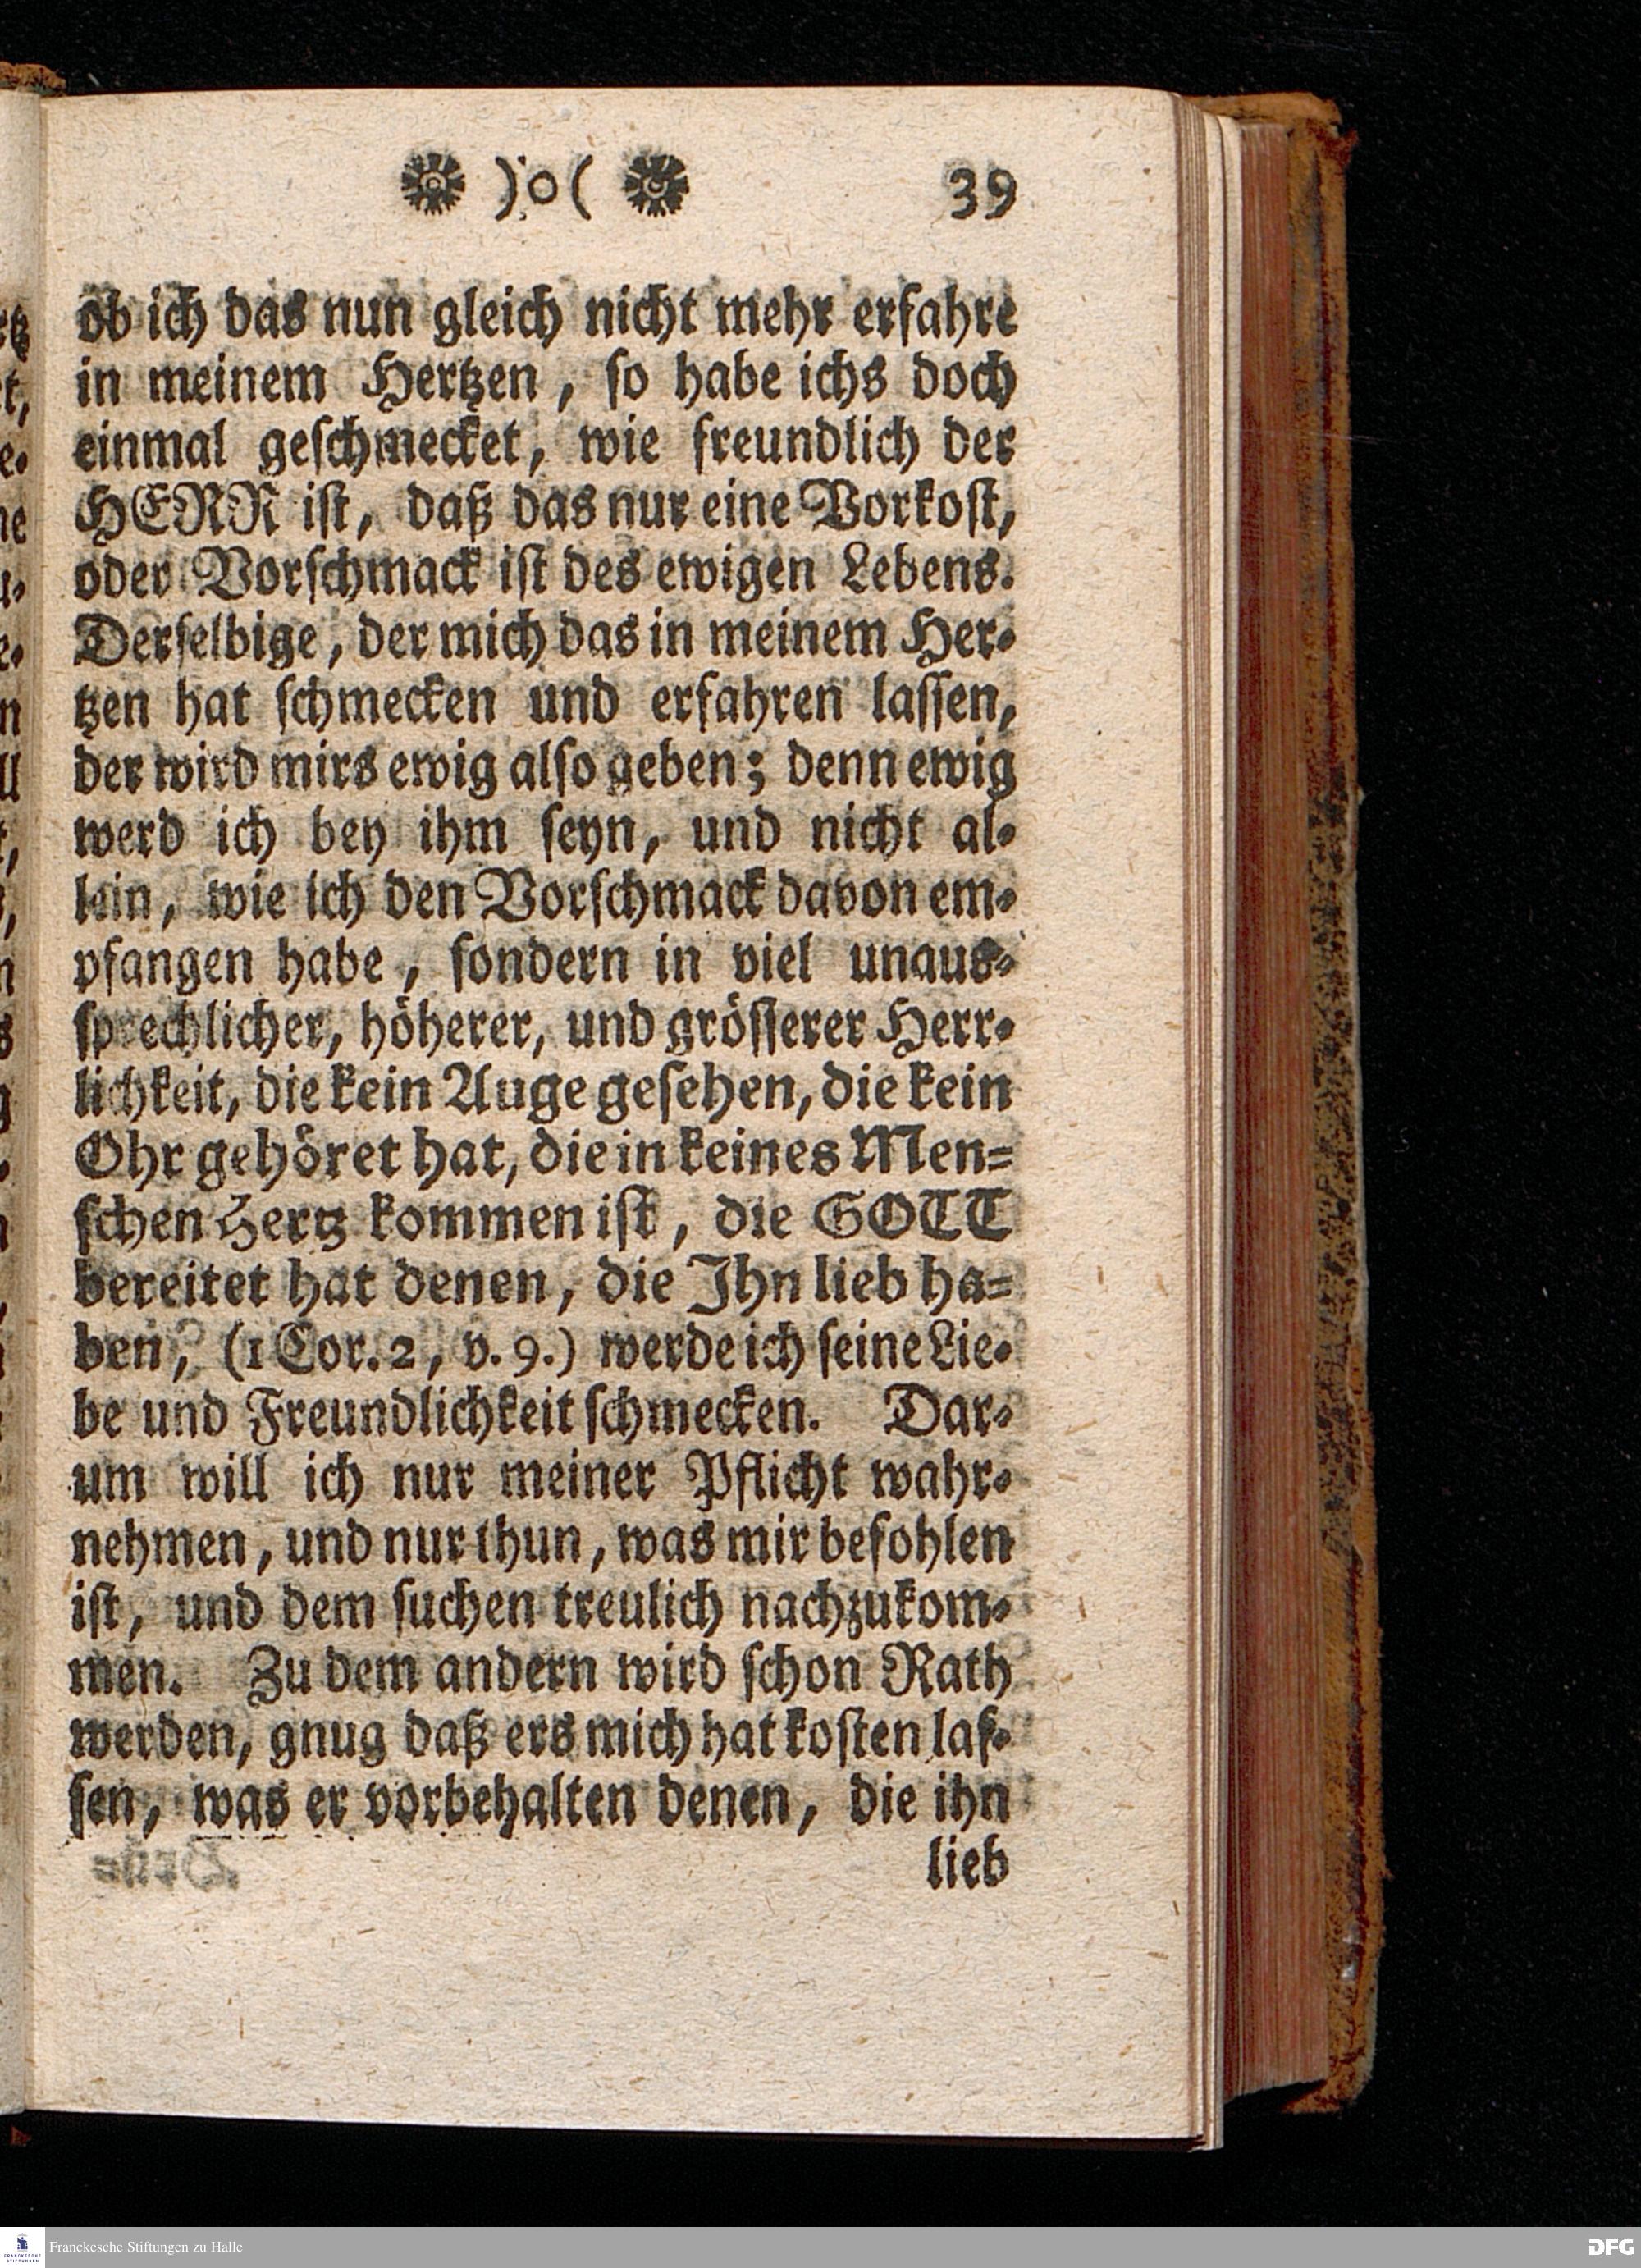 )o( 39
ob ich das nun gleich nicht mehr erfahre
in meinem Hertzen, ſo habe ichs doch
einmal geſchmecket, wie freundlich der
HERR iſt, daß das nur eine Vorkoſt,
oder Vorſchmack iſt des ewigen Lebens.
Derſelbige, der mich das in meinem Her-
tzen hat ſchmecken und erfahren laſſen,
der wird mirs ewig alſo geben; denn ewig
werd ich bey ihm ſeyn, und nicht al-
lein, wie ich den Vorſchmack davon em-
pfangen habe, ſondern in viel unaus-
ſprechlicher, höherer, und gröſſerer Herr-
lichkeit, die kein Auge geſehen, die kein
Ohr gehöret hat, die in keines Men-
ſchen Hertz kommen iſt, die GOTT
bereitet hat denen, die Ihn lieb ha-
ben, (1 Cor. 2, v. 9.) werde ich ſeine Lie-
be und Freundlichkeit ſchmecken. Dar-
um will ich nur meiner Pflicht wahr-
nehmen, und nur thun, was mir befohlen
iſt, und dem ſuchen treulich nachzukom-
men. Zu dem andern wird ſchon Rath
werden, gnug daß ers mich hat koſten laſ-
ſen, was er vorbehalten denen, die ihn
lieb
Franckesche Stiftungen zu Halle
FRANCKESCHE STIFTUNGEN
DFG